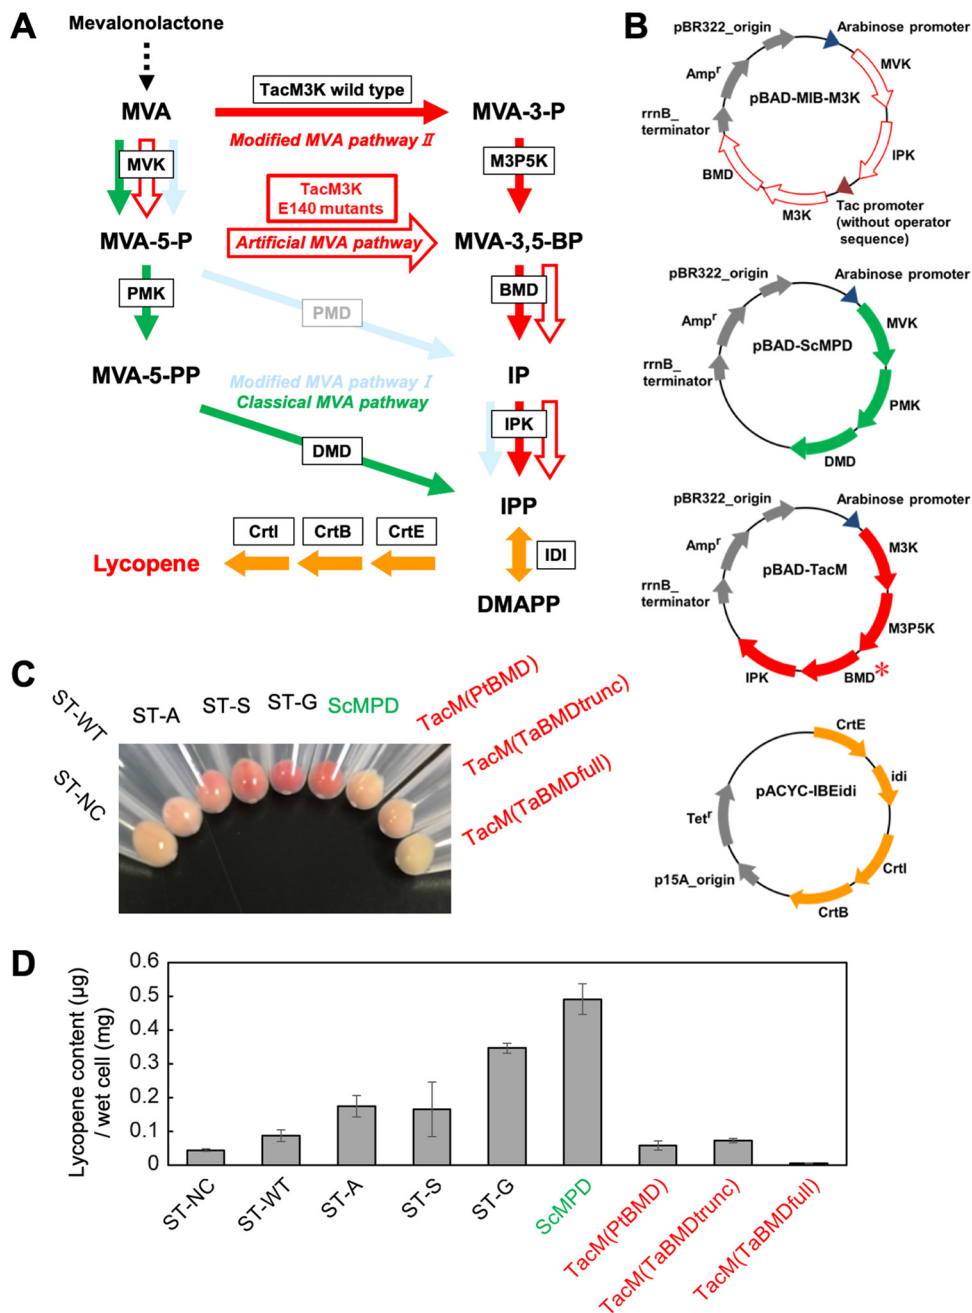 A
Mevalonolactone
MVA
TacM3K wild type
MVA-3-P
Modified MVA pathway II
MVK
M3P5K
TacM3K
E140 mutants
MVA-5-P
Artificial MVA pathway
MVA-3,5-BP
PMK
PMD
BMD
MVA-5-PP
Modified MVA pathway I
Classical MVA pathway
IP
DMD
IPK
IPP
CrtI
CrtB
CrtE
Lycopene
IDI
DMAPP
B
pBR322_origin
Arabinose promoter
MVK
Ampr
pBAD-MIB-M3K
rrnB_
terminator
IPK
BMD
M3K
Tac promoter
(without operator
sequence)
pBR322_origin
Arabinose promoter
MVK
Ampr
pBAD-ScMPD
rrnB_
terminator
PMK
DMD
pBR322_origin
Arabinose promoter
M3K
Ampr
pBAD-TacM
rrnB_
terminator
M3P5K
IPK
BMD*
CrtE
idi
pACYC-IBEidi
Tetr
p15A_origin
CrtI
CrtB
C
ST-NC
ST-WT
ST-A
ST-S
ST-G
ScMPD
TacM(PtBMD)
TacM(TaBMDtrunc)
TacM(TaBMDfull)
D
Lycopene content (μg)
/ wet cell (mg)
0.6
0.5
0.4
0.3
0.2
0.1
0
ST-NC
ST-WT
ST-A
ST-S
ST-G
ScMPD
TacM(PtBMD)
TacM(TaBMDtrunc)
TacM(TaBMDfull)